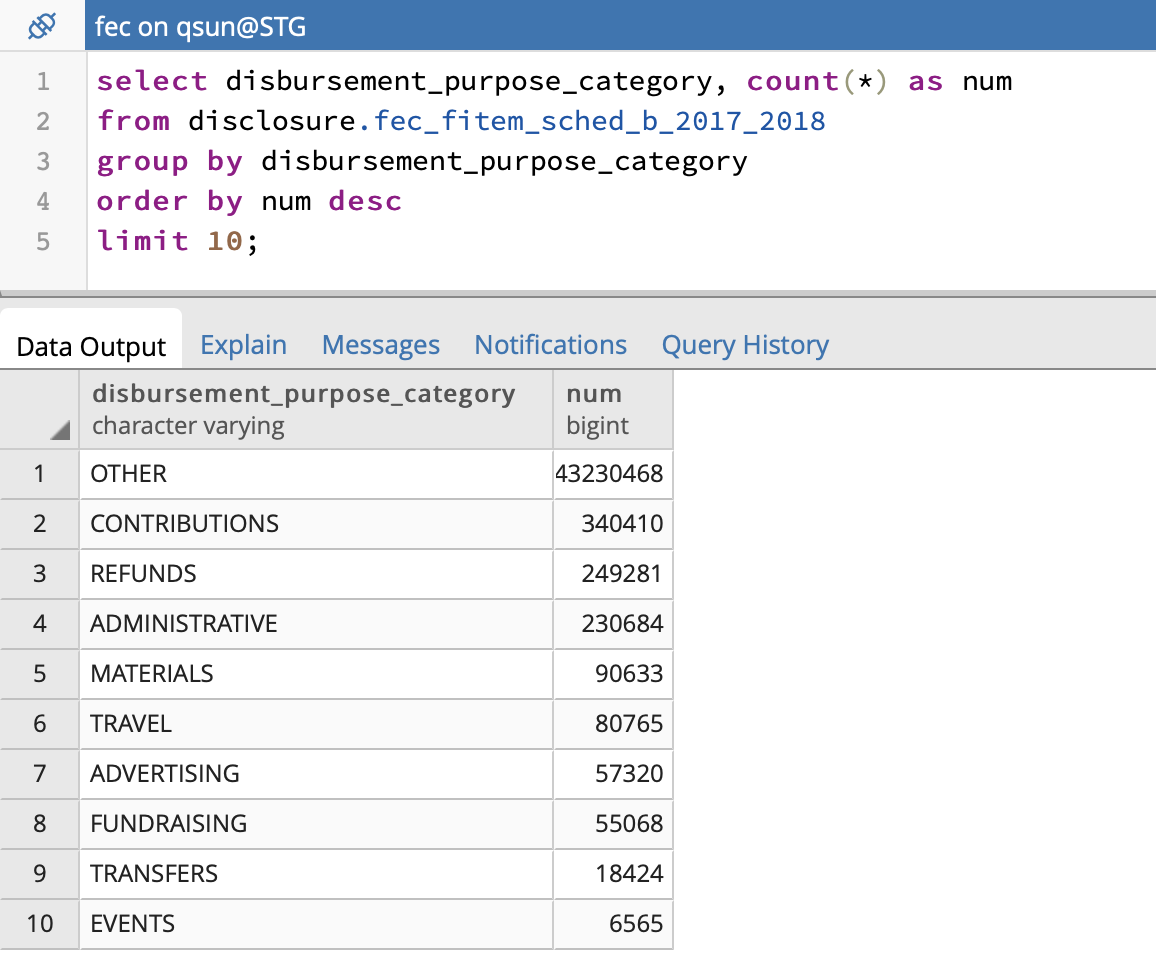 fec on qsun@STG
1 select disbursement_purpose_category, count(*) as num
2 from disclosure.fec_fitem_sched_b_2017_2018
3 group by disbursement_purpose_category
4 order by num desc
5 limit 10;
Data Output Explain Messages Notifications Query History
disbursement_purpose_category num
character varying bigint
1 OTHER 43230468
2 CONTRIBUTIONS 340410
3 REFUNDS 249281
4 ADMINISTRATIVE 230684
5 MATERIALS 90633
6 TRAVEL 80765
7 ADVERTISING 57320
8 FUNDRAISING 55068
9 TRANSFERS 18424
10 EVENTS 6565